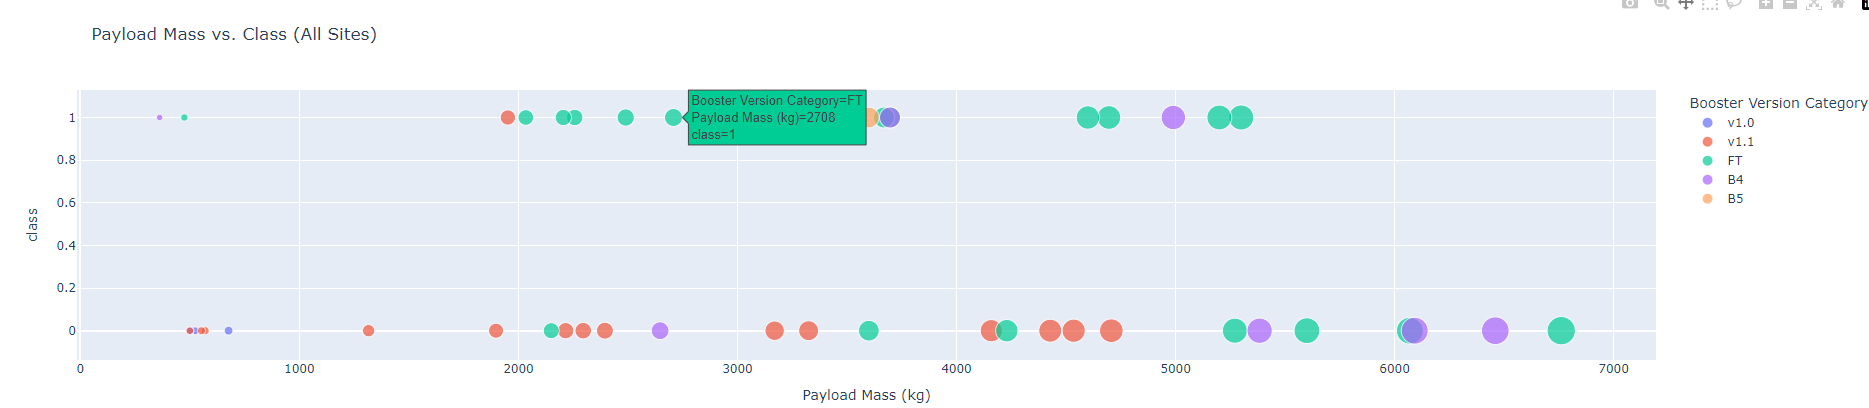 Payload Mass vs. Class (All Sites)
Booster Version Category=FT
Payload Mass (kg)=2708
class=1
1
0.8
0.6
0.4
0.2
0
class
0 1000 2000 3000 4000 5000 6000 7000
Payload Mass (kg)
Booster Version Category
v1.0
v1.1
FT
B4
B5